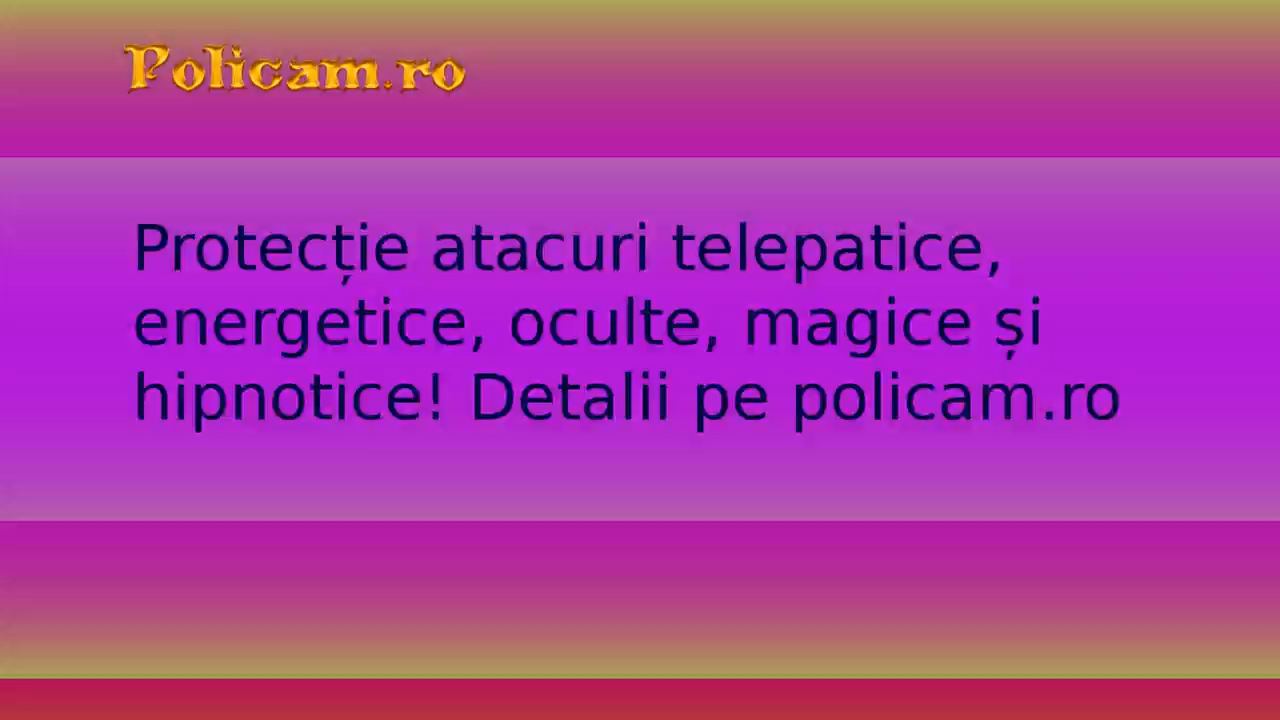 Policam.ro
Protecție atacuri telepatice,
energetice, oculte, magice și
hipnotice! Detalii pe policam.ro